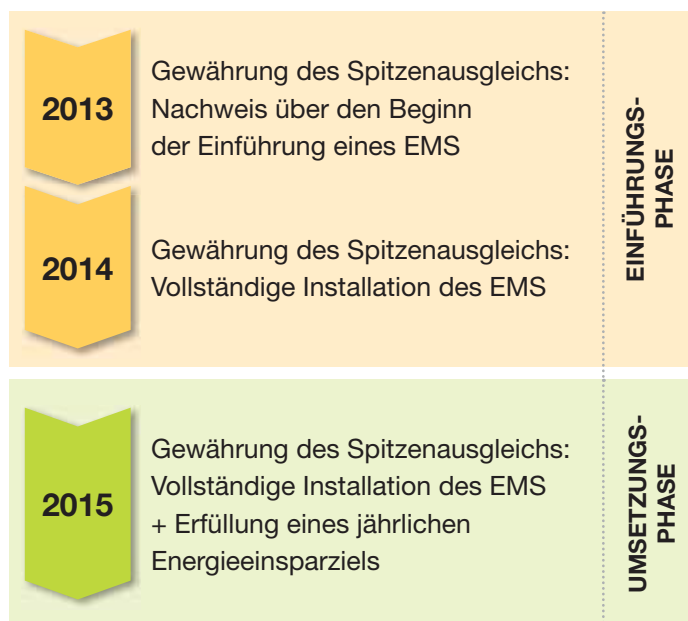 2013
Gewährung des Spitzenausgleichs:
Nachweis über den Beginn
der Einführung eines EMS
2014
Gewährung des Spitzenausgleichs:
Vollständige Installation des EMS
EINFÜHRUNGS-
PHASE
2015
Gewährung des Spitzenausgleichs:
Vollständige Installation des EMS
+ Erfüllung eines jährlichen
Energieeinsparziels
UMSETZUNGS-
PHASE